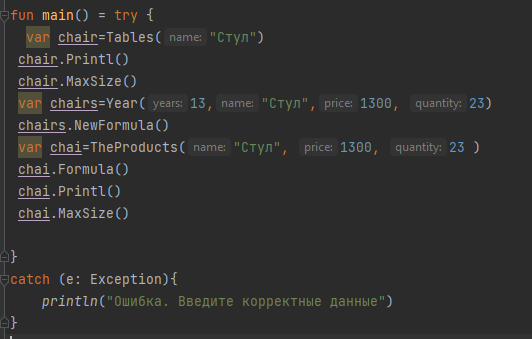 fun main() = try {
var chair=Tables( name: "Стул")
chair.Printl()
chair.MaxSize()
var chairs=Year( years: 13, name: "Стул", price: 1300, quantity: 23)
chairs.NewFormula()
var chai=TheProducts( name: "Стул", price: 1300, quantity: 23 )
chai.Formula()
chai.Printl()
chai.MaxSize()
}
catch (e: Exception){
println("Ошибка. Введите корректные данные")
}